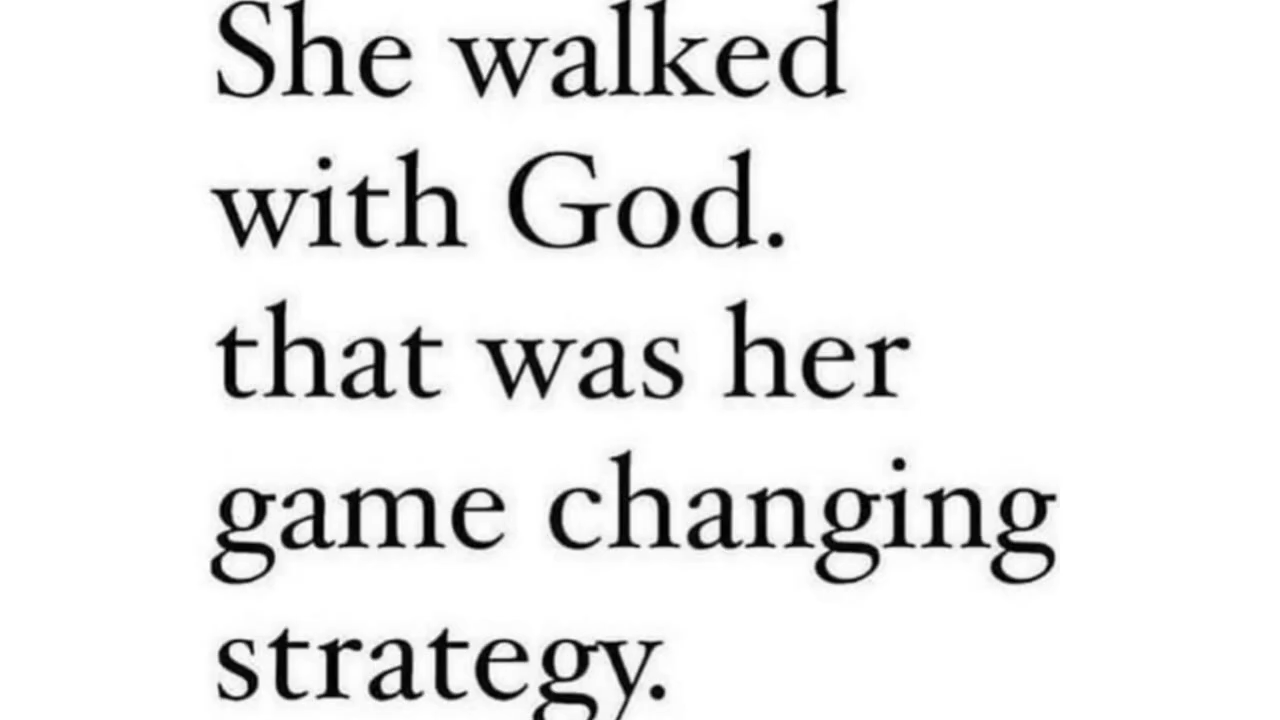 She walked
with God.
that was her
game changing
strategy.